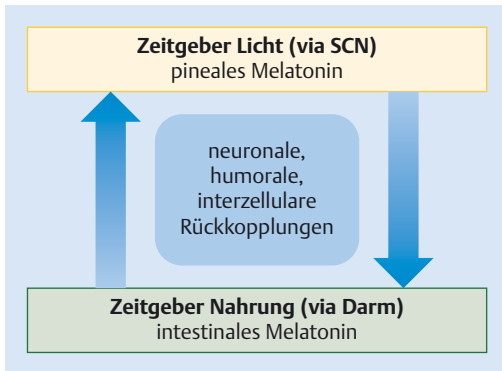 Zeitgeber Licht (via SCN)
pineales Melatonin
neuronale,
humorale,
interzellulare
Rückkopplungen
Zeitgeber Nahrung (via Darm)
intestinales Melatonin